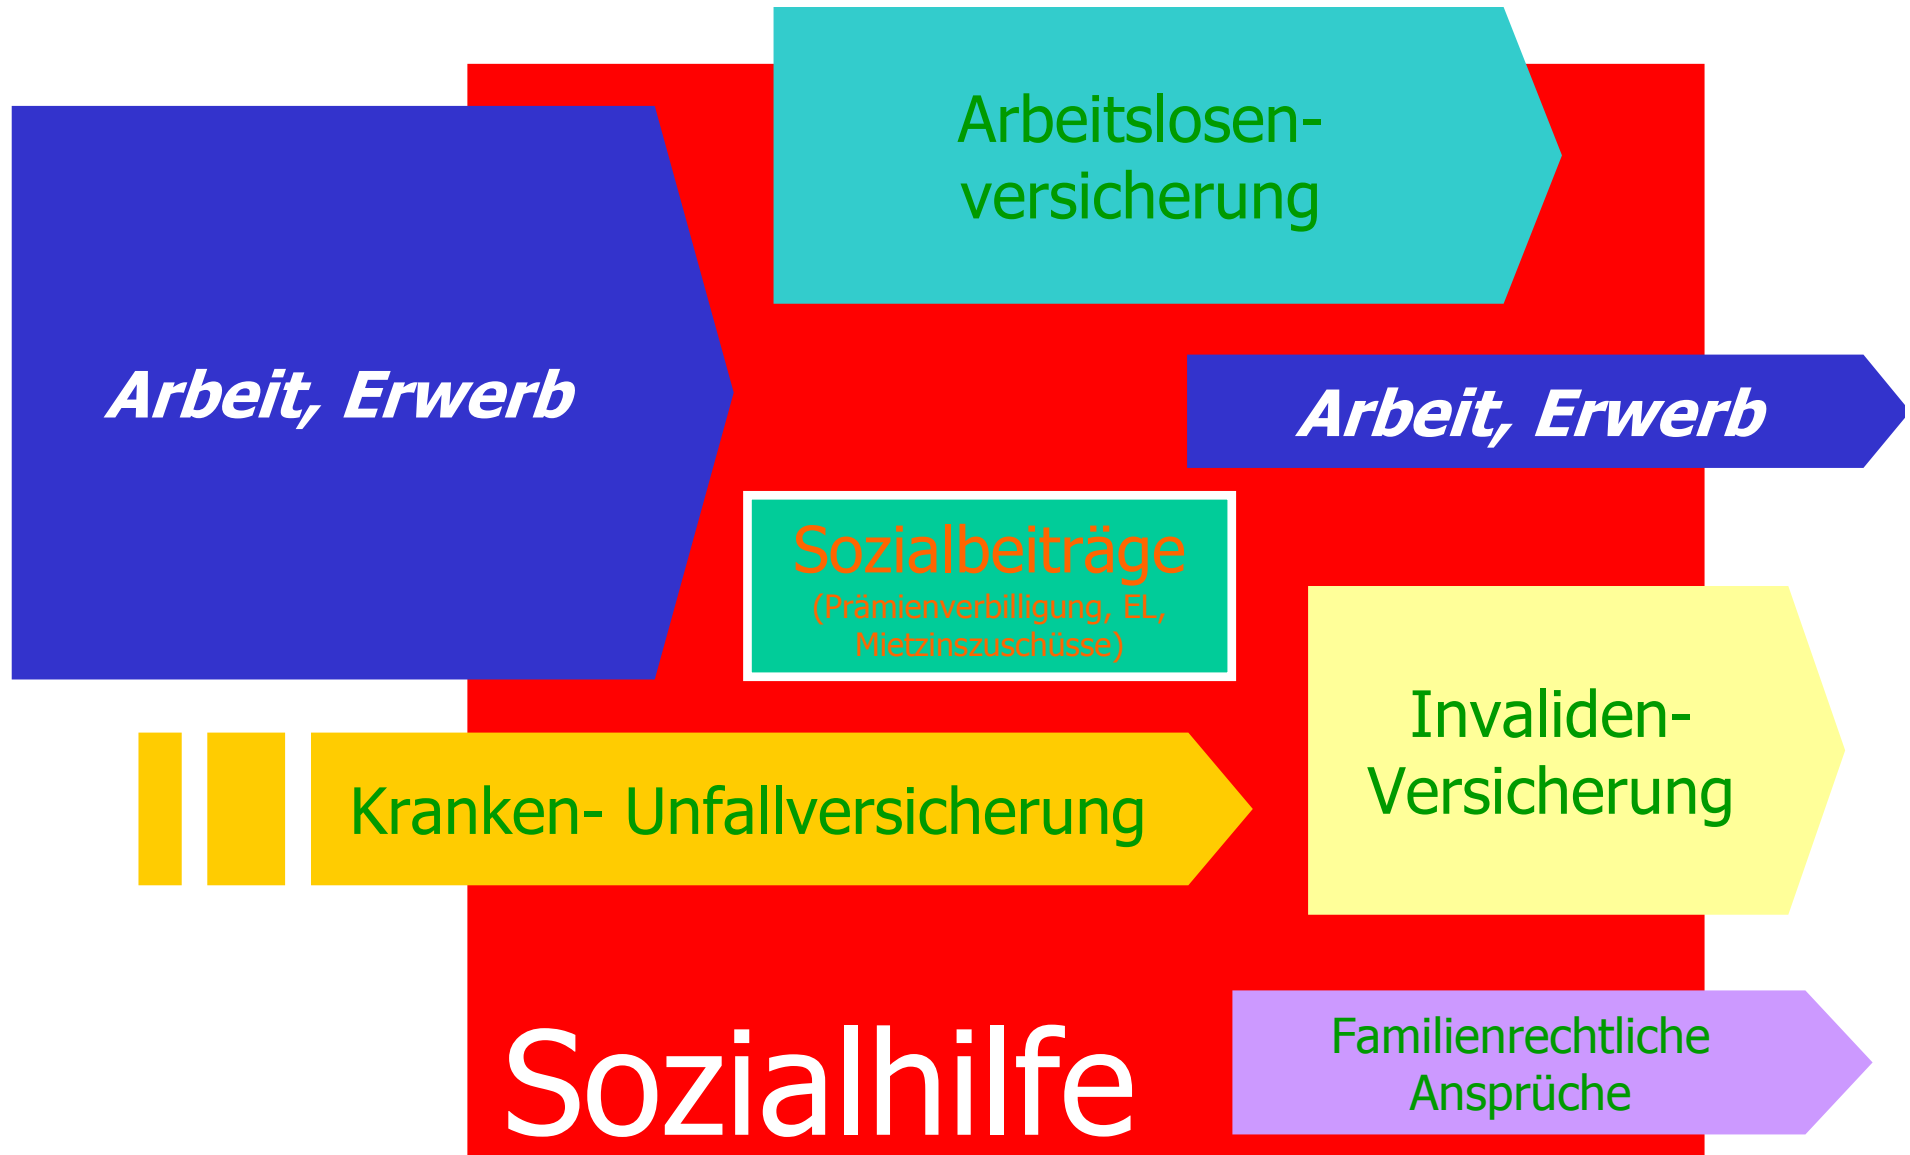 Arbeitslosen-
versicherung
Arbeit, Erwerb
Arbeit, Erwerb
Sozialbeiträge
(Prämienverbilligung, EL,
Mietzinszuschüsse)
Invaliden-
Versicherung
Kranken- Unfallversicherung
Sozialhilfe
Familienrechtliche
Ansprüche